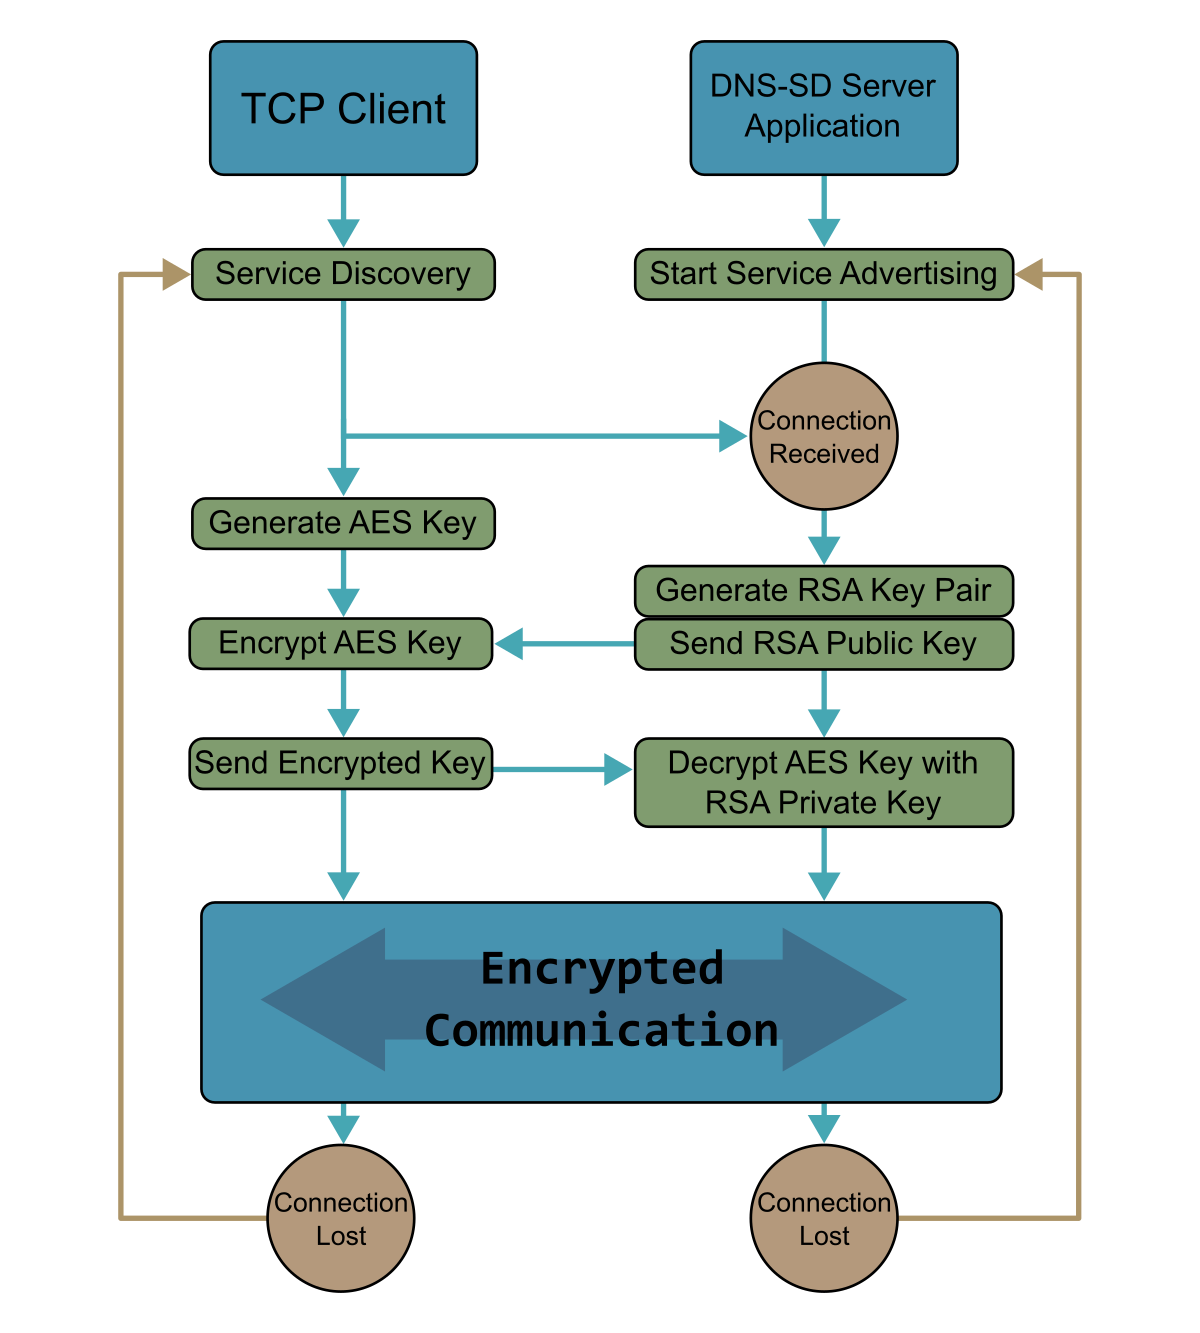 TCP Client
DNS-SD Server
Application
Service Discovery
Start Service Advertising
Connection
Received
Generate AES Key
Generate RSA Key Pair
Encrypt AES Key
Send RSA Public Key
Send Encrypted Key
Decrypt AES Key with
RSA Private Key
Encrypted
Communication
Connection
Lost
Connection
Lost